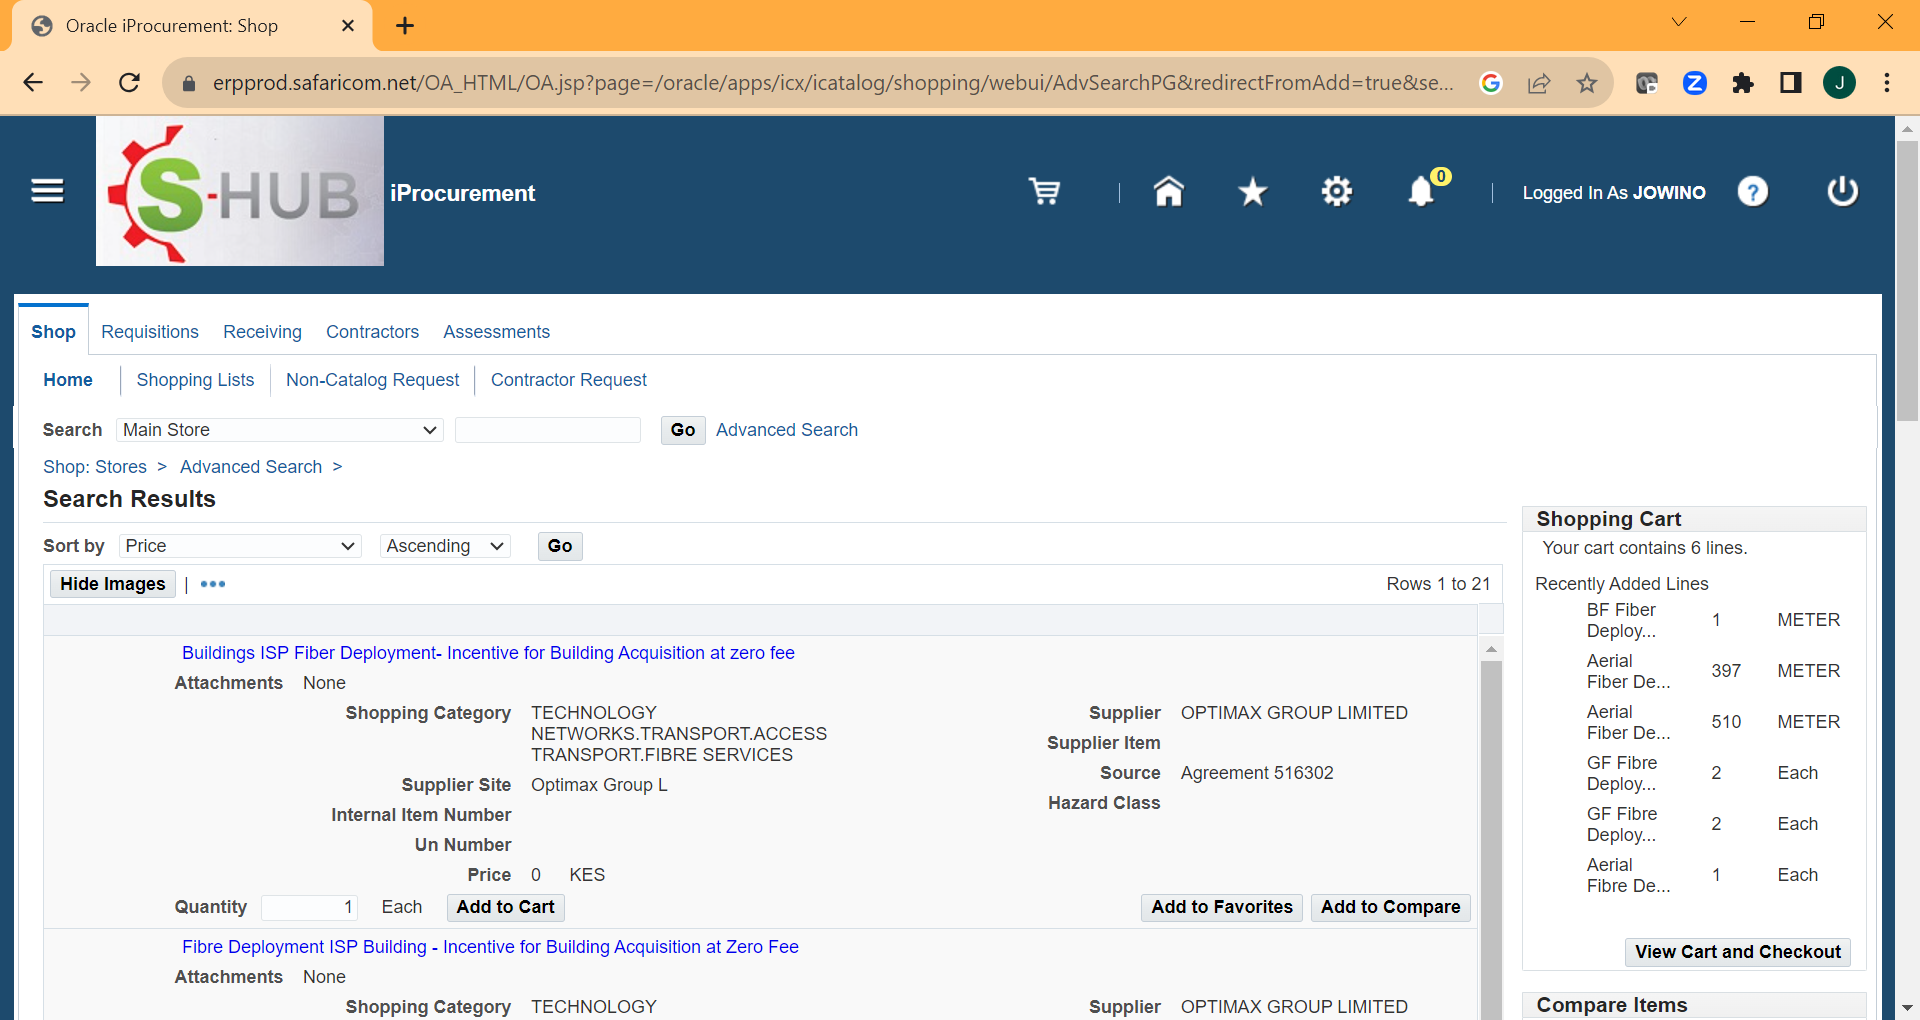 Oracle iProcurement: Shop
erpprod.safaricom.net/OA_HTML/OA.jsp?page=/oracle/apps/icx/icatalog/shopping/webui/AdvSearchPG&redirectFromAdd=true&se...
G
Z
J
S-HUB
iProcurement
0
Logged In As JOWINO
?
Shop Requisitions Receiving Contractors Assessments
Home Shopping Lists Non-Catalog Request Contractor Request
Search Main Store Go Advanced Search
Shop: Stores > Advanced Search >
Search Results
Sort by Price Ascending Go
Hide Images | ••• Rows 1 to 21
Buildings ISP Fiber Deployment- Incentive for Building Acquisition at zero fee
Attachments None
Shopping Category TECHNOLOGY
NETWORKS.TRANSPORT.ACCESS
TRANSPORT.FIBRE SERVICES
Supplier Site Optimax Group L
Internal Item Number
Un Number
Price 0 KES
Supplier OPTIMAX GROUP LIMITED
Supplier Item
Source Agreement 516302
Hazard Class
Quantity 1 Each Add to Cart Add to Favorites Add to Compare
Fibre Deployment ISP Building - Incentive for Building Acquisition at Zero Fee
Attachments None
Shopping Category TECHNOLOGY Supplier OPTIMAX GROUP LIMITED
Shopping Cart
Your cart contains 6 lines.
Recently Added Lines
BF Fiber
Deploy... 1 METER
Aerial
Fiber De... 397 METER
Aerial
Fiber De... 510 METER
GF Fibre
Deploy... 2 Each
GF Fibre
Deploy... 2 Each
Aerial
Fibre De... 1 Each
View Cart and Checkout
Compare Items